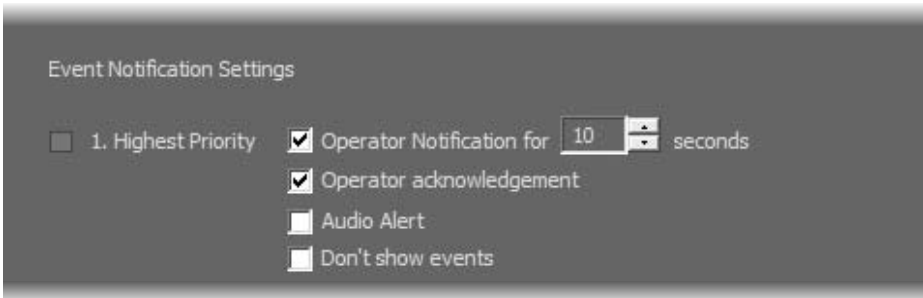 Event Notification Settings
1. Highest Priority Operator Notification for 10 seconds
Operator acknowledgement
Audio Alert
Don't show events